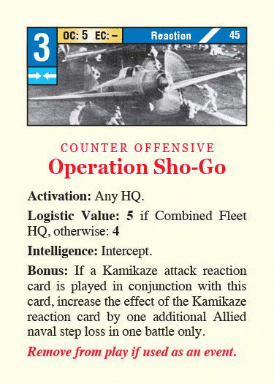 3 OC: 5 EC: – Reaction 45
COUNTER OFFENSIVE
Operation Sho-Go
Activation: Any HQ.
Logistic Value: 5 if Combined Fleet
HQ, otherwise: 4
Intelligence: Intercept.
Bonus: If a Kamikaze attack reaction
card is played in conjunction with this
card, increase the effect of the Kamikaze
reaction card by one additional Allied
naval step loss in one battle only.
Remove from play if used as an event.